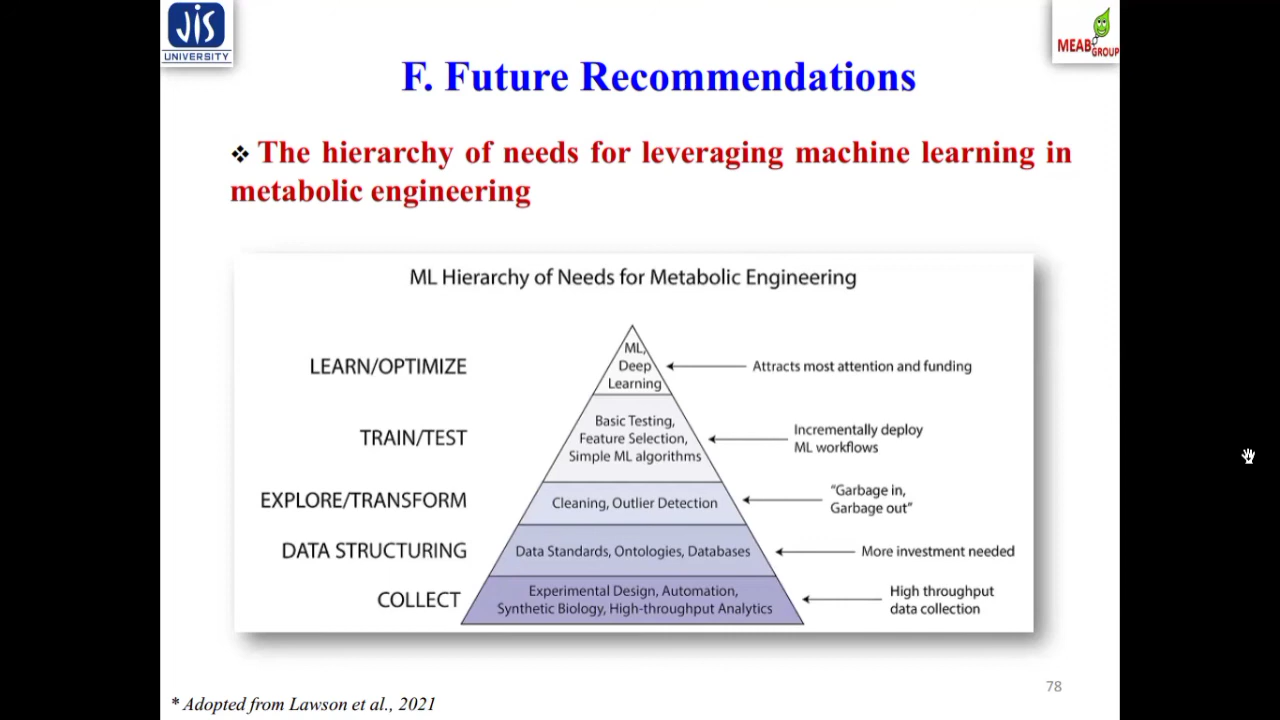 JIS
UNIVERSITY
MEAB GROUP
F. Future Recommendations
❖ The hierarchy of needs for leveraging machine learning in
metabolic engineering
ML Hierarchy of Needs for Metabolic Engineering
LEARN/OPTIMIZE
ML,
Deep
Learning
Attracts most attention and funding
TRAIN/TEST
Basic Testing,
Feature Selection,
Simple ML algorithms
Incrementally deploy
ML workflows
EXPLORE/TRANSFORM
Cleaning, Outlier Detection
“Garbage in,
Garbage out”
DATA STRUCTURING
Data Standards, Ontologies, Databases
More investment needed
COLLECT
Experimental Design, Automation,
Synthetic Biology, High-throughput Analytics
High throughput
data collection
78
* Adopted from Lawson et al., 2021